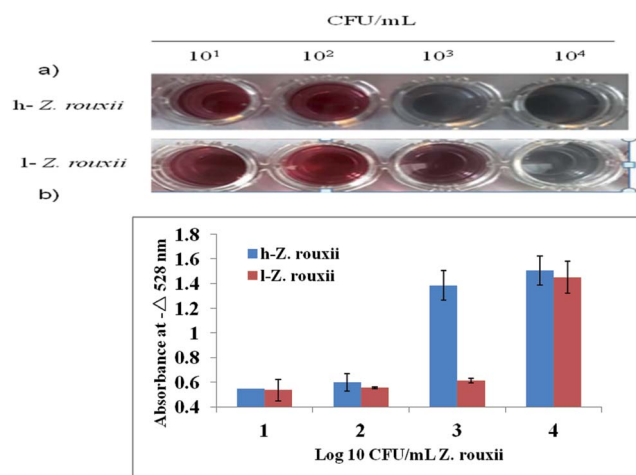 CFU/mL
a) 10¹ 10² 10³ 10⁴
h- Z. rouxii
l- Z. rouxii
b)
1.8
1.6
1.4
1.2
1
0.8
0.6
0.4
h-Z. rouxii
l-Z. rouxii
Absorbance at -△ 528 nm
1 2 3 4
Log 10 CFU/mL Z. rouxii